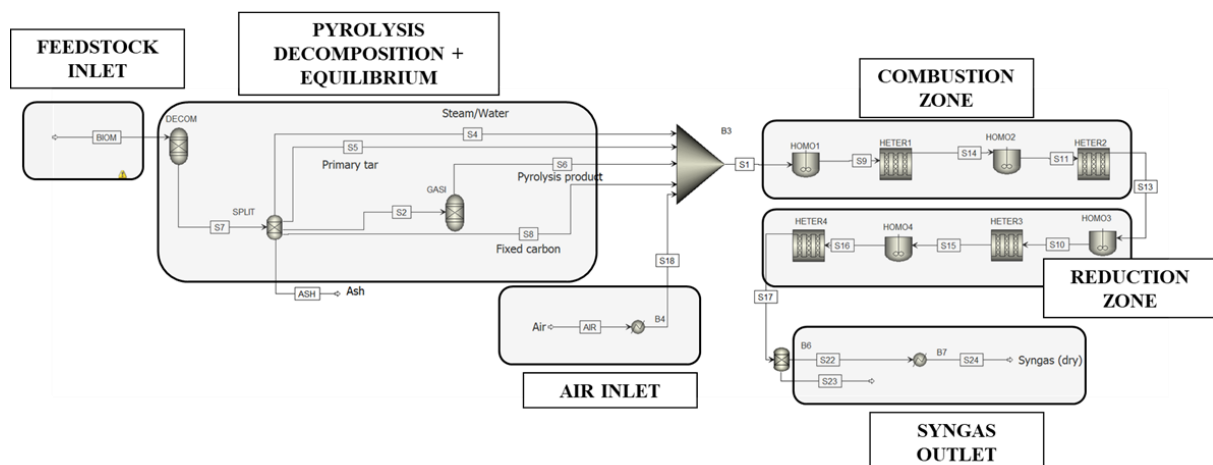 FEEDSTOCK
INLET
PYROLYSIS
DECOMPOSITION +
EQUILIBRIUM
COMBUSTION
ZONE
BIOM
DECOM
Steam/Water
S4
S5
Primary tar
S6
Pyrolysis product
GASI
S2
SPLIT
S7
S8
Fixed carbon
ASH
Ash
B3
S1
S18
HOMO1
S9
HETER1
S14
HOMO2
S11
HETER2
S13
HETER4
S16
HOMO4
S15
HETER3
S10
HOMO3
S17
REDUCTION
ZONE
Air
AIR
B4
AIR INLET
B6
S22
B7
S24
Syngas (dry)
S23
SYNGAS
OUTLET